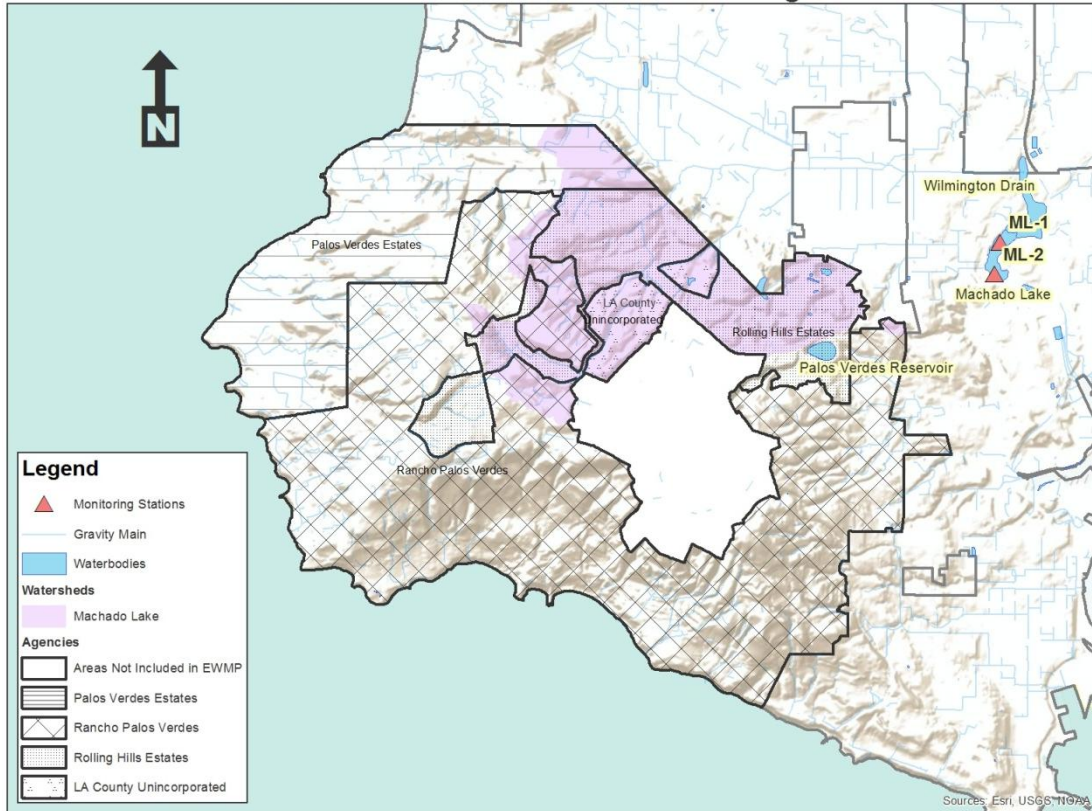 N
Wilmington Drain
ML-1
ML-2
Machado Lake
Palos Verdes Estates
LA County
Unincorporated
Rolling Hills Estates
Palos Verdes Reservoir
Rancho Palos Verdes
Legend
Monitoring Stations
Gravity Main
Waterbodies
Watersheds
Machado Lake
Agencies
Areas Not Included in EWMP
Palos Verdes Estates
Rancho Palos Verdes
Rolling Hills Estates
LA County Unincorporated
Sources: Esri, USGS, NOAA